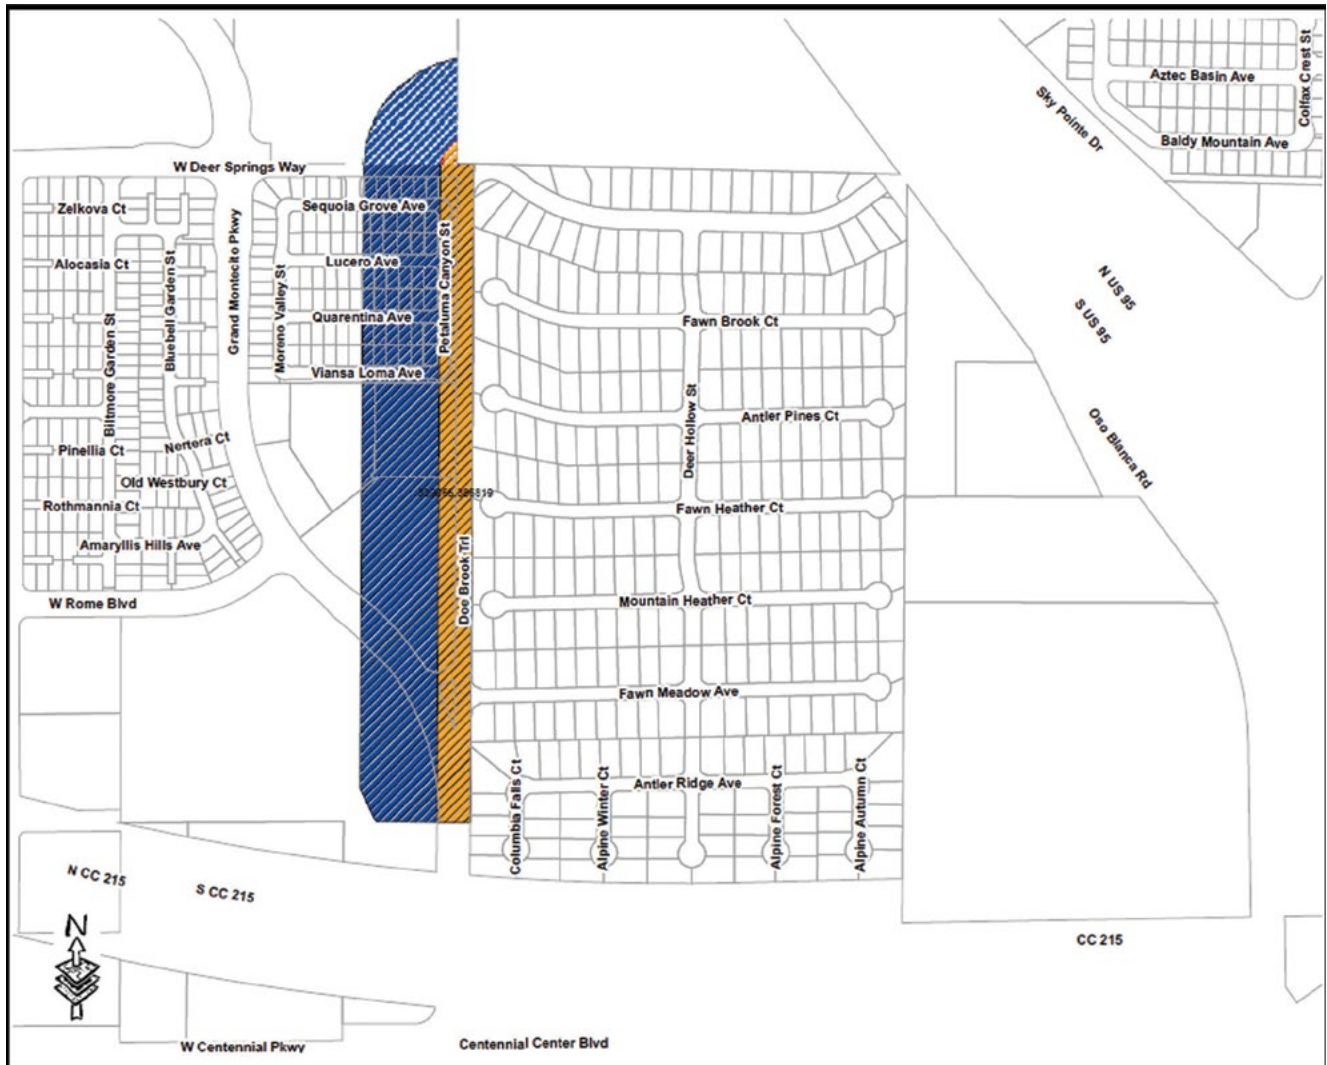 Aztec Basin Ave
Colfax Crest St
Sky Pointe Dr
Baldy Mountain Ave
W Deer Springs Way
Zelkova Ct
Sequoia Grove Ave
Alocasia Ct
Lucero Ave
Petaluma Canyon St
Grand Montecito Pkwy
Moreno Valley St
Bluebell Garden St
Biltmore Garden St
Quarentina Ave
Viansa Loma Ave
Fawn Brook Ct
N US 95
S US 95
Deer Hollow St
Antler Pines Ct
Oso Blanca Rd
Pinellia Ct
Nertera Ct
Old Westbury Ct
Rothmannia Ct
Fawn Heather Ct
Amaryllis Hills Ave
Doe Brook Trl
W Rome Blvd
Mountain Heather Ct
Fawn Meadow Ave
Antler Ridge Ave
Columbia Falls Ct
Alpine Winter Ct
Alpine Forest Ct
Alpine Autumn Ct
N CC 215
S CC 215
N
CC 215
W Centennial Pkwy
Centennial Center Blvd